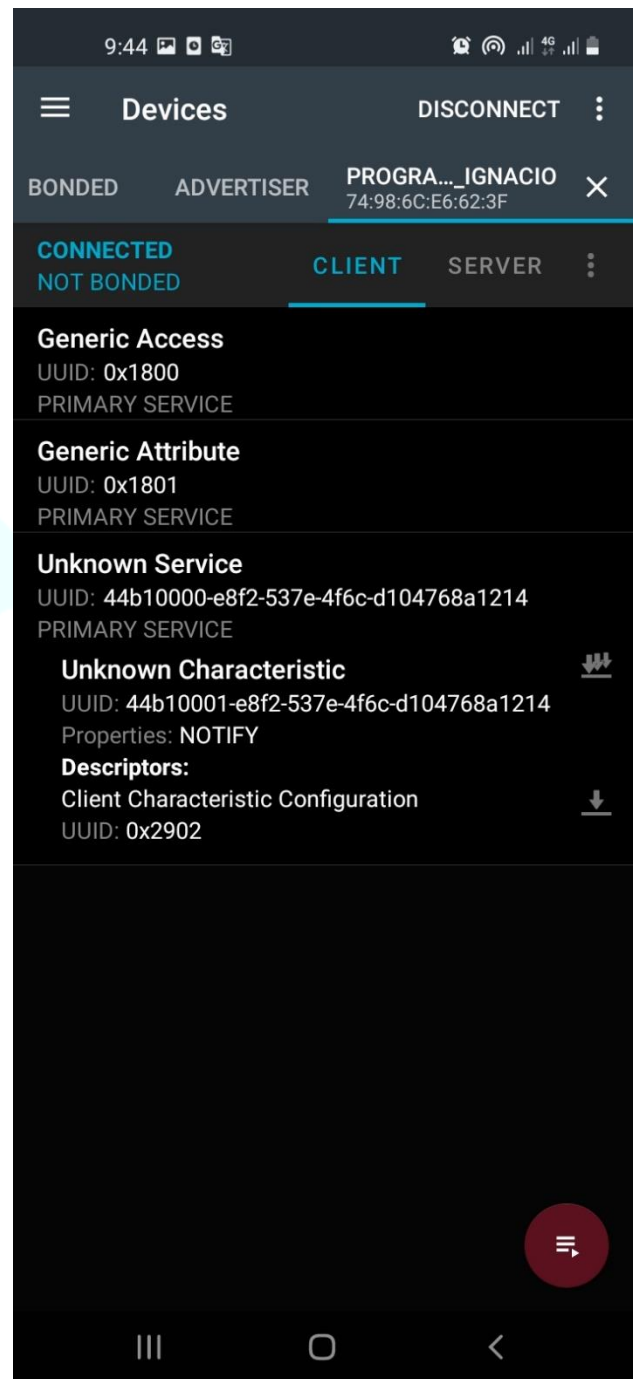 9:44
4G
Devices
DISCONNECT
BONDED
ADVERTISER
PROGRA..._IGNACIO
74:98:6C:E6:62:3F
CONNECTED
NOT BONDED
CLIENT
SERVER
Generic Access
UUID: 0x1800
PRIMARY SERVICE
Generic Attribute
UUID: 0x1801
PRIMARY SERVICE
Unknown Service
UUID: 44b10000-e8f2-537e-4f6c-d104768a1214
PRIMARY SERVICE
Unknown Characteristic
UUID: 44b10001-e8f2-537e-4f6c-d104768a1214
Properties: NOTIFY
Descriptors:
Client Characteristic Configuration
UUID: 0x2902